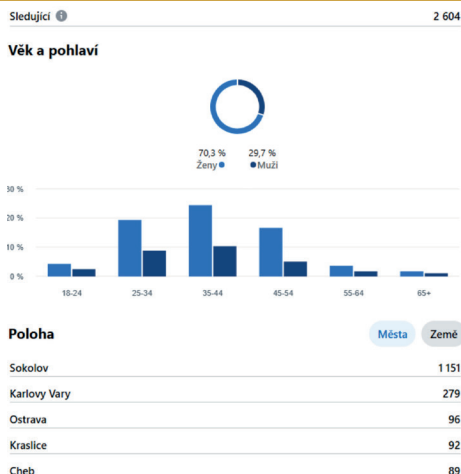 Sledující
2 604
Věk a pohlaví
70,3 % 29,7 %
Ženy Muži
30 %
20 %
10 %
0 %
18-24 25-34 35-44 45-54 55-64 65+
Poloha Města Země
Sokolov 1 151
Karlovy Vary 279
Ostrava 96
Kraslice 92
Cheb 89